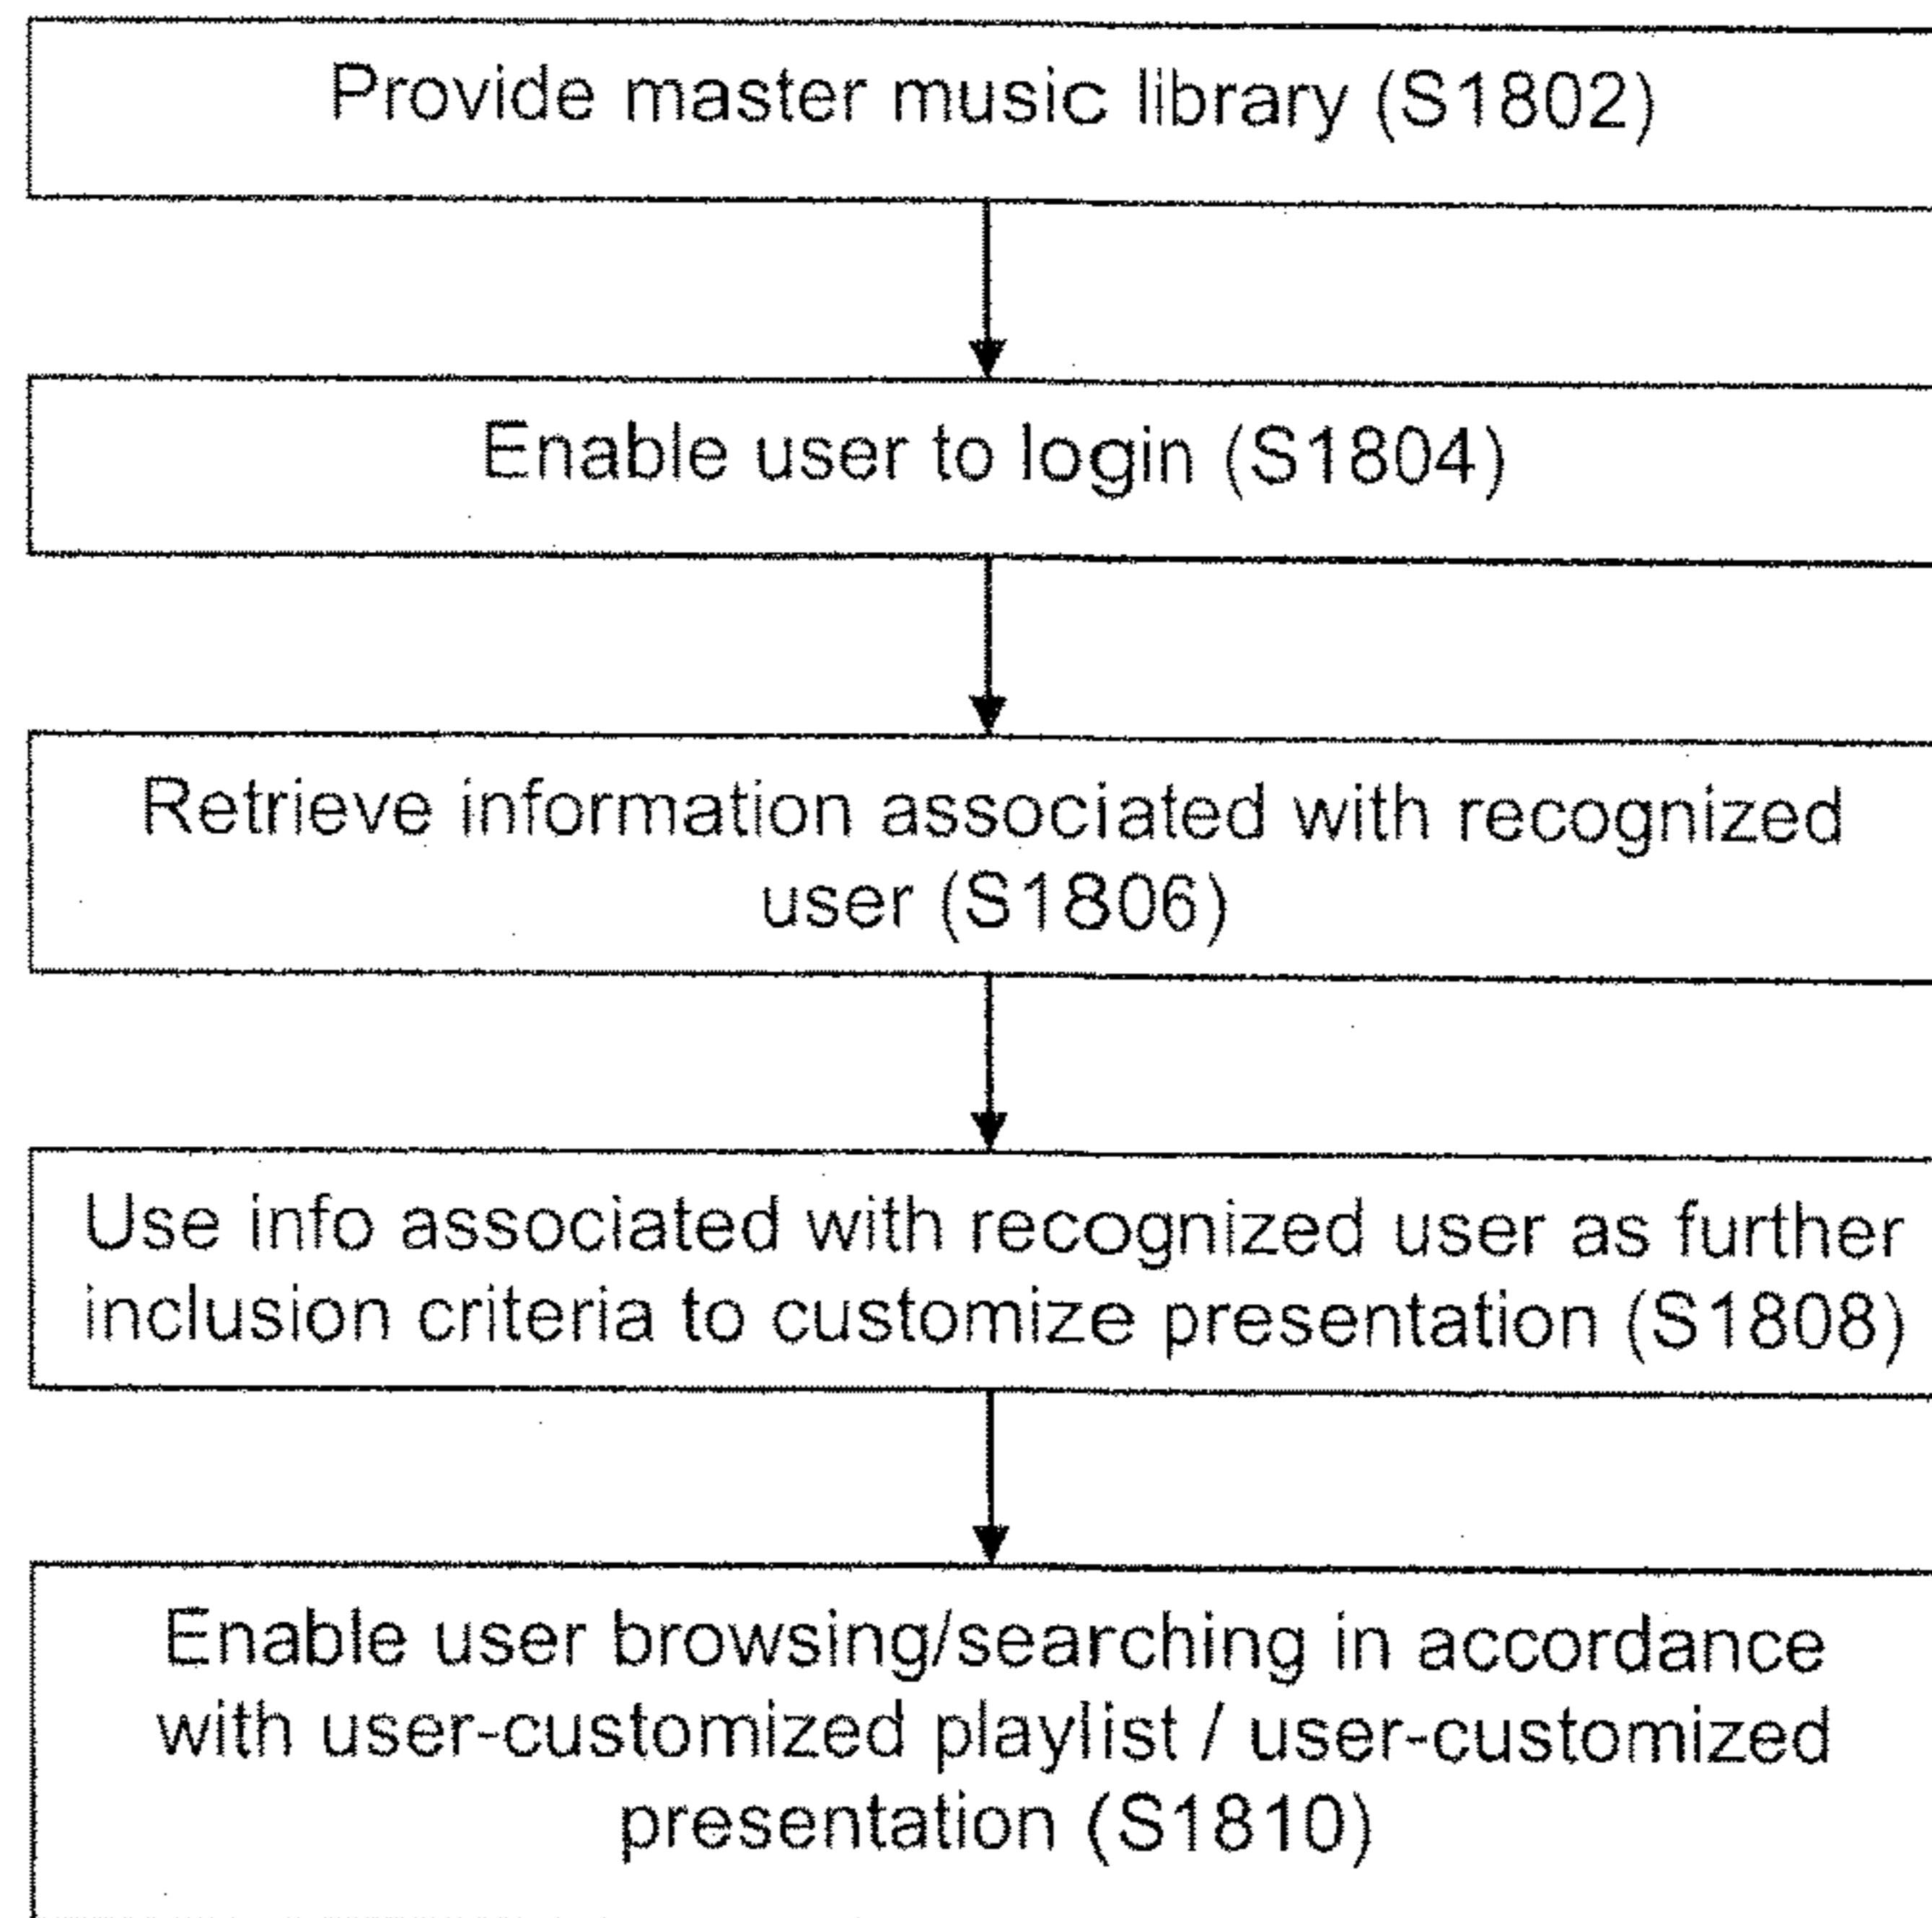 Provide master music library (S1802)
Enable user to login (S1804)
Retrieve information associated with recognized
user (S1806)
Use info associated with recognized user as further
inclusion criteria to customize presentation (S1808)
Enable user browsing/searching in accordance
with user-customized playlist / user-customized
presentation (S1810)